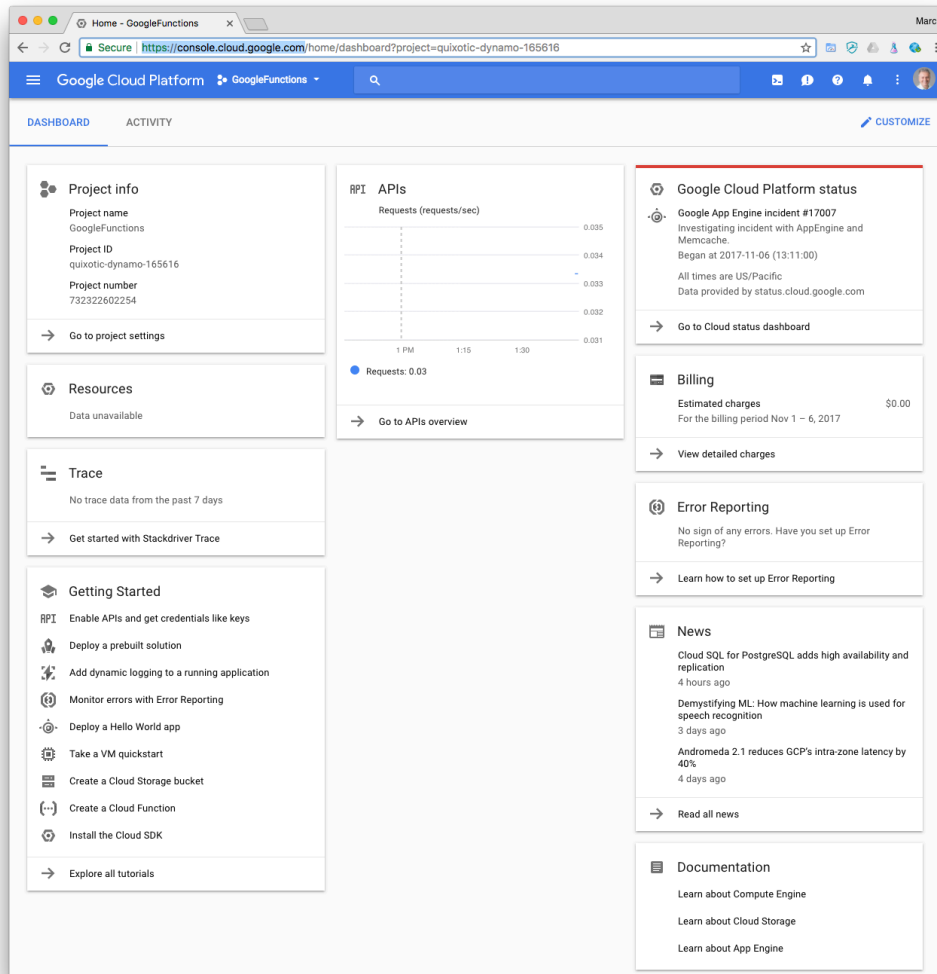 Home - GoogleFunctions
Marc
Secure
https://console.cloud.google.com/home/dashboard?project=quixotic-dynamo-165616
Google Cloud Platform
GoogleFunctions
DASHBOARD
ACTIVITY
CUSTOMIZE
Project info
Project name
GoogleFunctions
Project ID
quixotic-dynamo-165616
Project number
732322602254
Go to project settings
Resources
Data unavailable
Trace
No trace data from the past 7 days
Get started with Stackdriver Trace
Getting Started
API Enable APIs and get credentials like keys
Deploy a prebuilt solution
Add dynamic logging to a running application
Monitor errors with Error Reporting
Deploy a Hello World app
Take a VM quickstart
Create a Cloud Storage bucket
Create a Cloud Function
Install the Cloud SDK
Explore all tutorials
API APIs
Requests (requests/sec)
0.035
0.034
0.033
0.032
0.031
1 PM 1:15 1:30
Requests: 0.03
Go to APIs overview
Google Cloud Platform status
Google App Engine incident #17007
Investigating incident with AppEngine and
Memcache.
Began at 2017-11-06 (13:11:00)
All times are US/Pacific
Data provided by status.cloud.google.com
Go to Cloud status dashboard
Billing
Estimated charges $0.00
For the billing period Nov 1 – 6, 2017
View detailed charges
Error Reporting
No sign of any errors. Have you set up Error
Reporting?
Learn how to set up Error Reporting
News
Cloud SQL for PostgreSQL adds high availability and
replication
4 hours ago
Demystifying ML: How machine learning is used for
speech recognition
3 days ago
Andromeda 2.1 reduces GCP's intra-zone latency by
40%
4 days ago
Read all news
Documentation
Learn about Compute Engine
Learn about Cloud Storage
Learn about App Engine